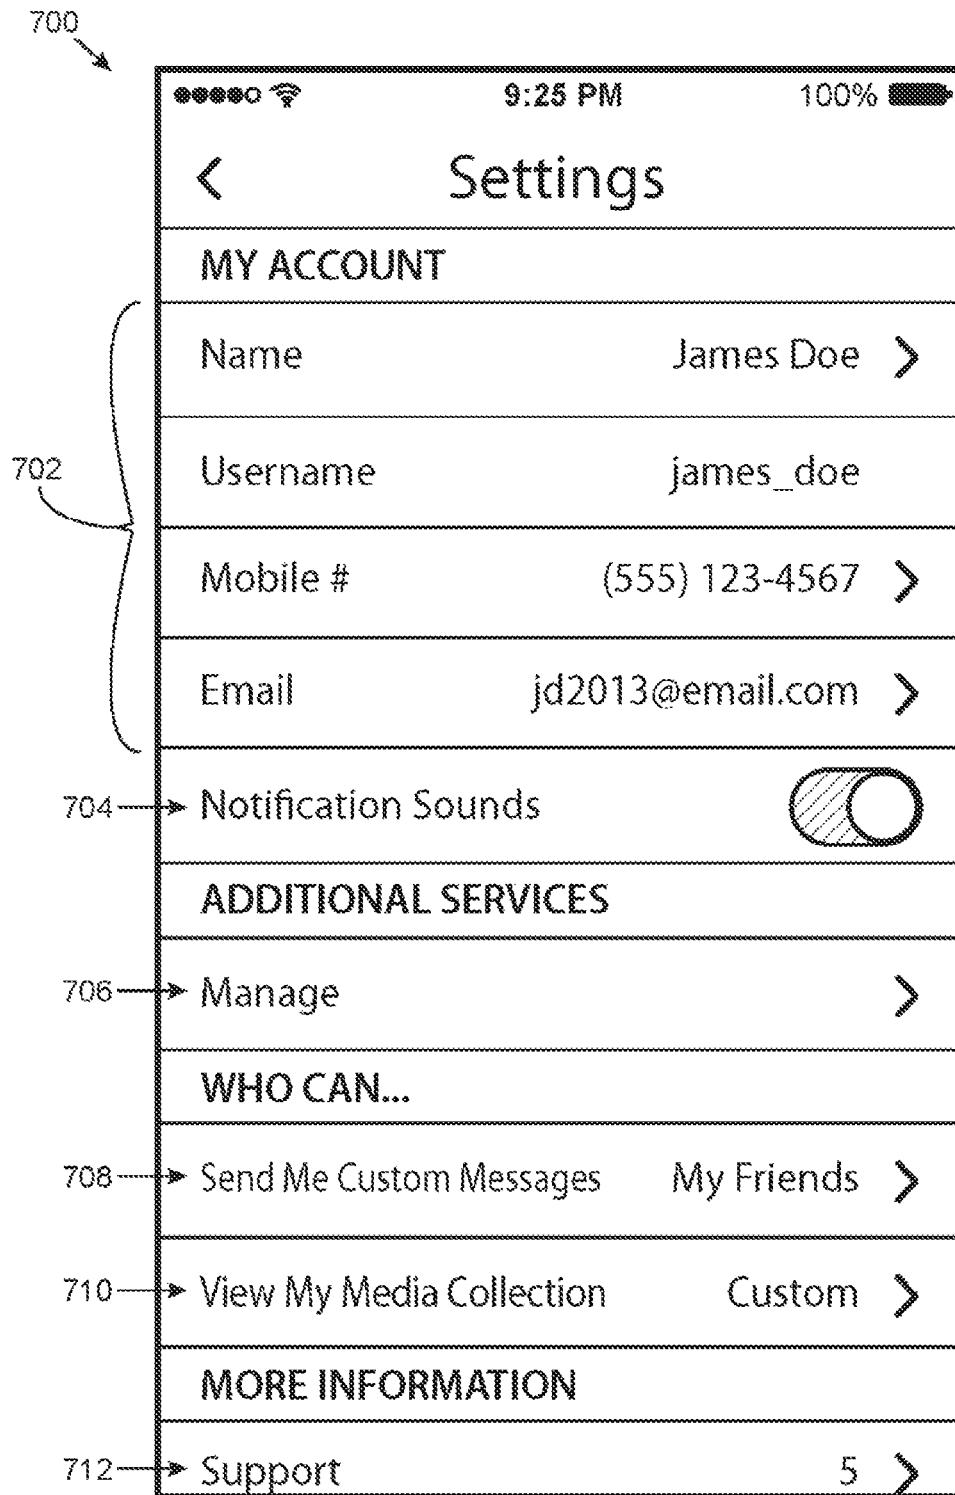 700
9:25 PM 100%
Settings
MY ACCOUNT
Name James Doe
702
Username james_doe
Mobile # (555) 123-4567
Email jd2013@email.com
704 Notification Sounds
ADDITIONAL SERVICES
706 Manage
WHO CAN...
708 Send Me Custom Messages My Friends
710 View My Media Collection Custom
MORE INFORMATION
712 Support 5